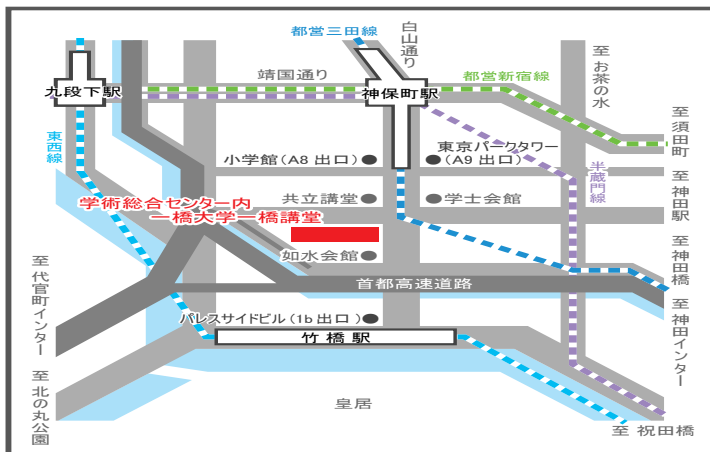 都営三田線
白山通り
至お茶の水
靖国通り
都営新宿線
九段下駅
神保町駅
至須田町
東西線
小学館(A8 出口)
東京パークタワー
(A9 出口)
半蔵門線
至神田駅
学術総合センター内
一橋大学一橋講堂
共立講堂
学士会館
至神田橋
如水会館
至代官町インター
首都高速道路
至神田インター
パレスサイドビル(1b 出口)
竹橋駅
至北の丸公園
皇居
至 祝田橋